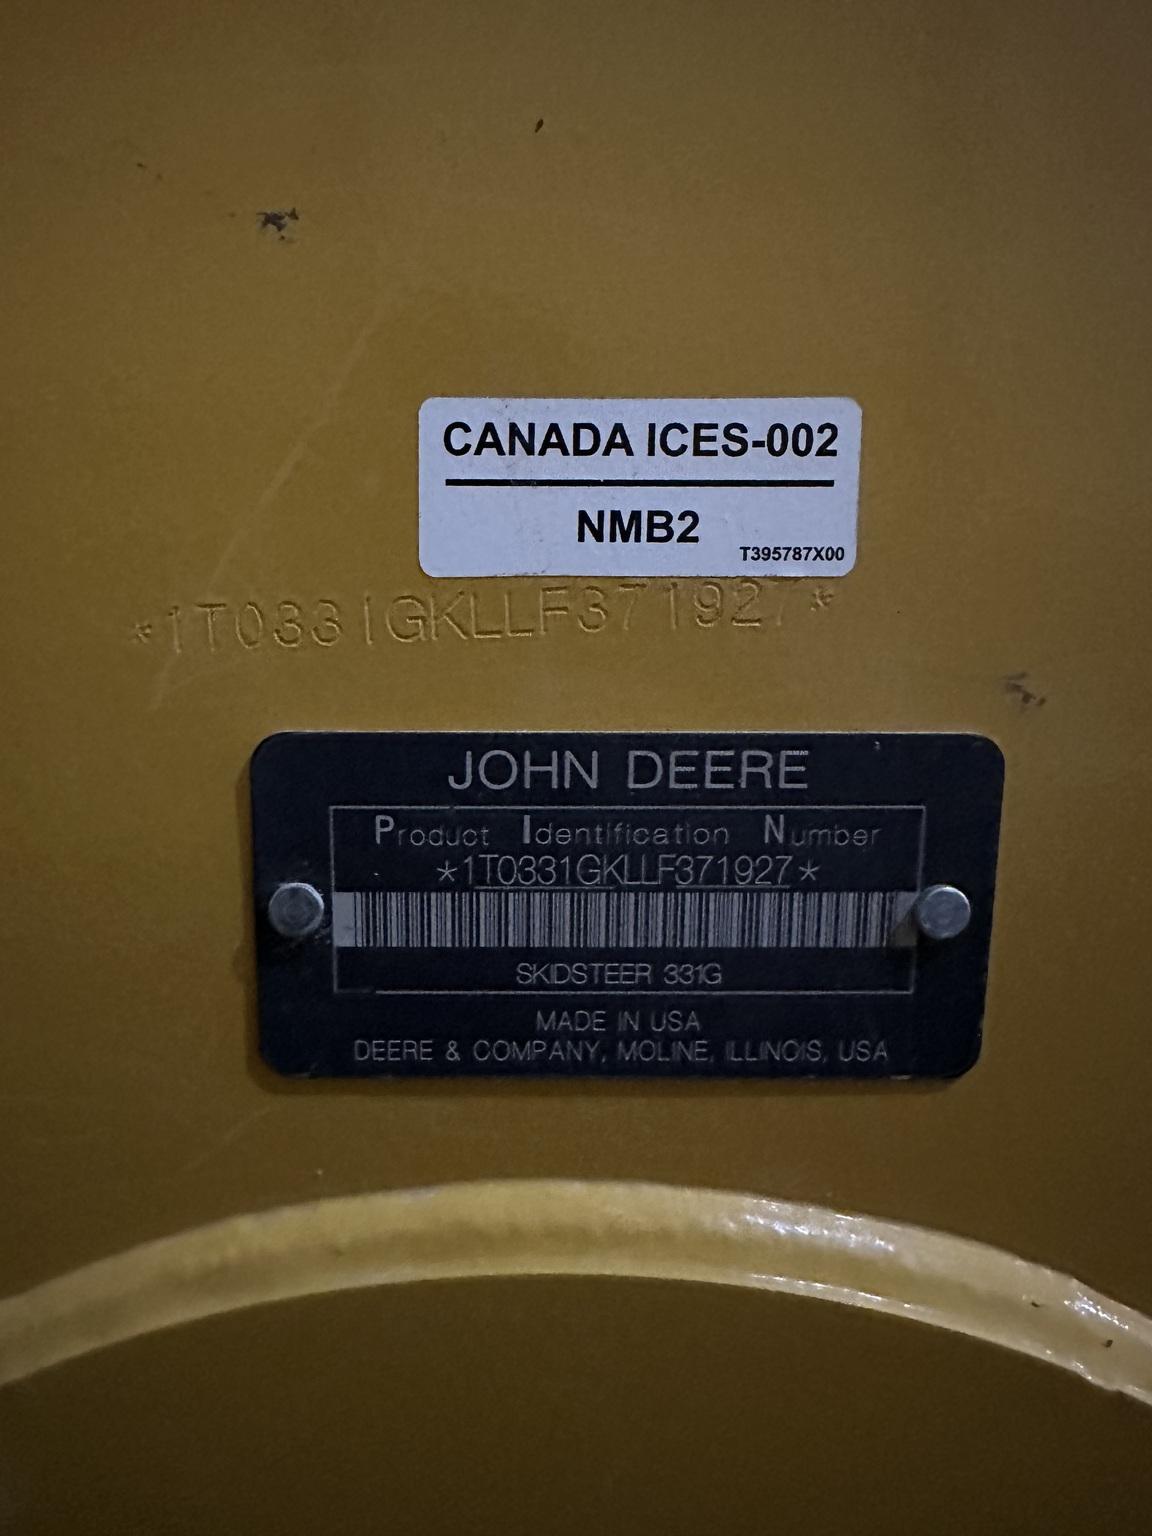 CANADA ICES-002
NMB2
T395787X00
*1T0331GKLLF371927*
JOHN DEERE
Product Identification Number
*1T0331GKLLF371927*
SKIDSTEER 331G
MADE IN USA
DEERE & COMPANY, MOLINE, ILLINOIS, USA